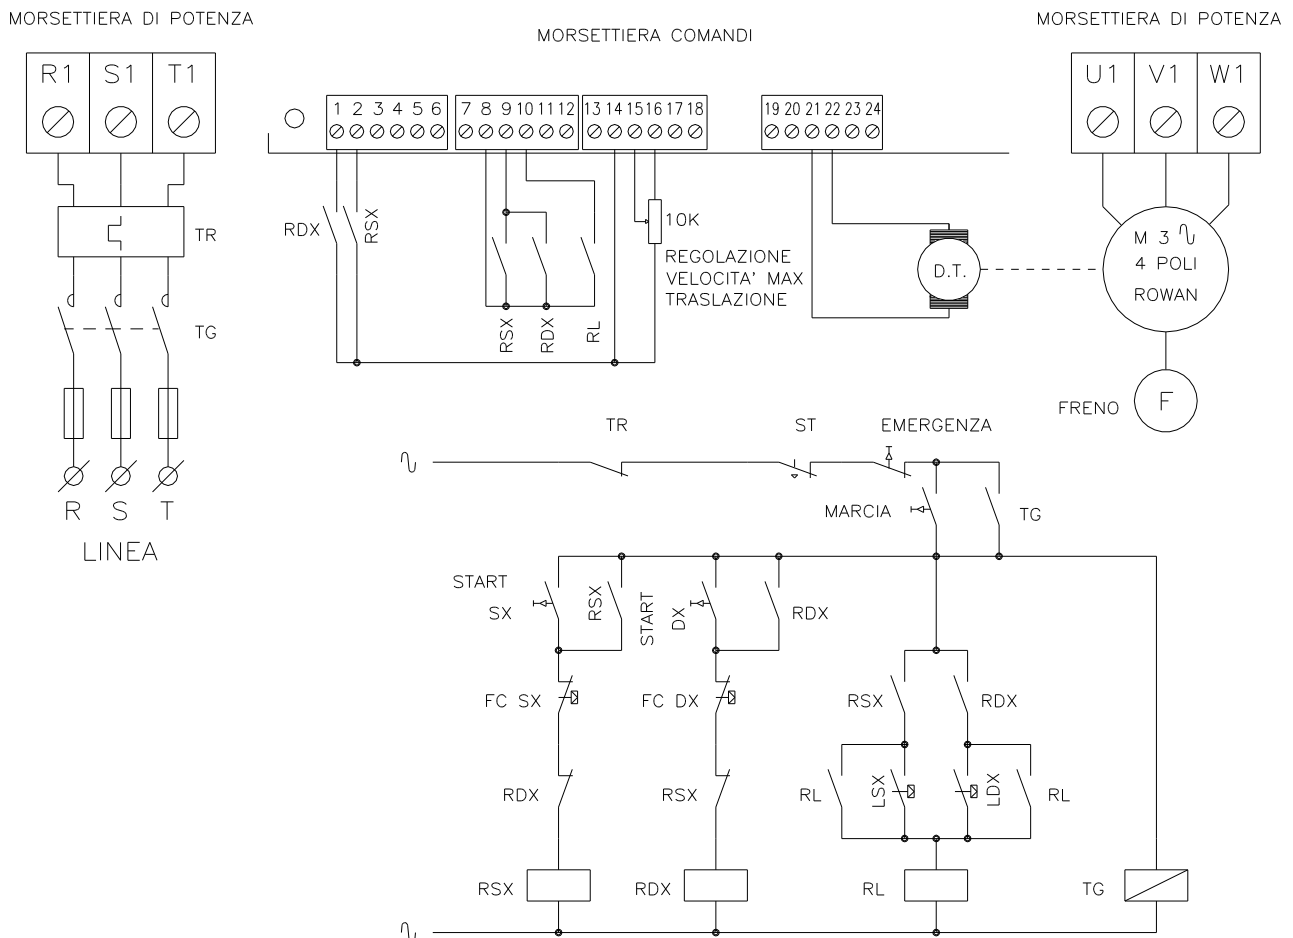 MORSETTIERA DI POTENZA
MORSETTIERA COMANDI
MORSETTIERA DI POTENZA
R1 S1 T1
1 2 3 4 5 6
7 8 9 10 11 12
13 14 15 16 17 18
19 20 21 22 23 24
U1 V1 W1
TR
TG
R S T
LINEA
RDX
RSX
RSX
RDX
RL
10K
REGOLAZIONE
VELOCITA' MAX
TRASLAZIONE
D.T.
M 3
4 POLI
ROWAN
FRENO
F
TR
ST
EMERGENZA
MARCIA
TG
START
SX
RSX
START
DX
RDX
FC SX
FC DX
RSX
RDX
RDX
RSX
RL
LSX
LDX
RL
RSX
RDX
RL
TG